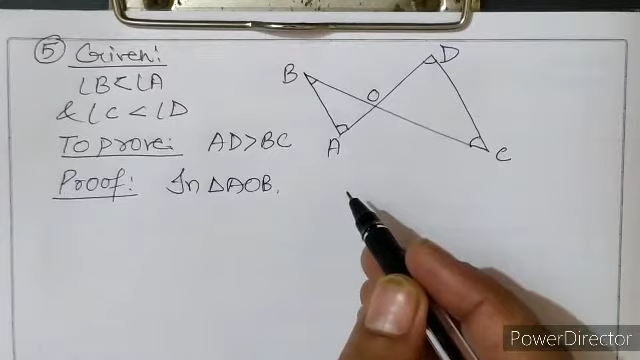 ⑤ Given:
∠B < ∠A
& ∠C < ∠D
To prove: AD > BC
Proof: In △AOB.
B
D
O
A
C
PowerDirector